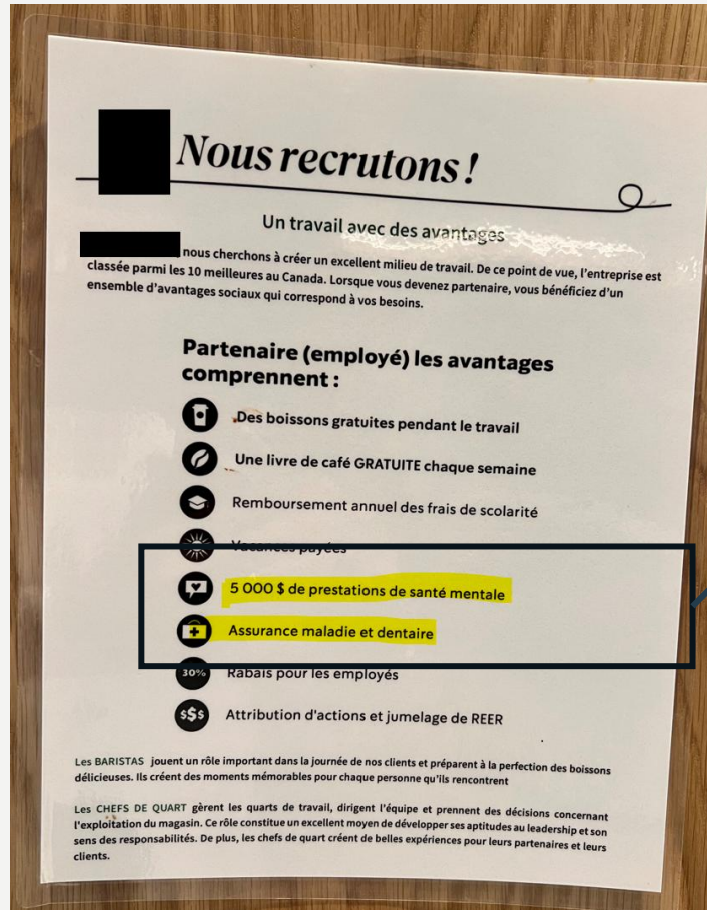 Nous recrutons !
Un travail avec des avantages
, nous cherchons à créer un excellent milieu de travail. De ce point de vue, l'entreprise est
classée parmi les 10 meilleures au Canada. Lorsque vous devenez partenaire, vous bénéficiez d'un
ensemble d'avantages sociaux qui correspond à vos besoins.
Partenaire (employé) les avantages
comprennent :
Des boissons gratuites pendant le travail
Une livre de café GRATUITE chaque semaine
Remboursement annuel des frais de scolarité
Vacances payées
5 000 $ de prestations de santé mentale
Assurance maladie et dentaire
30% Rabais pour les employés
$$$ Attribution d'actions et jumelage de REER
Les BARISTAS jouent un rôle important dans la journée de nos clients et préparent à la perfection des boissons
délicieuses. Ils créent des moments mémorables pour chaque personne qu'ils rencontrent
Les CHEFS DE QUART gèrent les quarts de travail, dirigent l'équipe et prennent des décisions concernant
l'exploitation du magasin. Ce rôle constitue un excellent moyen de développer ses aptitudes au leadership et son
sens des responsabilités. De plus, les chefs de quart créent de belles expériences pour leurs partenaires et leurs
clients.